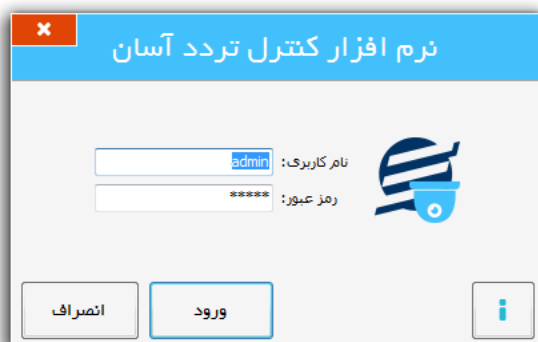 نرم افزار کنترل تردد آسان
نام کاربری: admin
رمز عبور: *****
ورود
انصراف
i